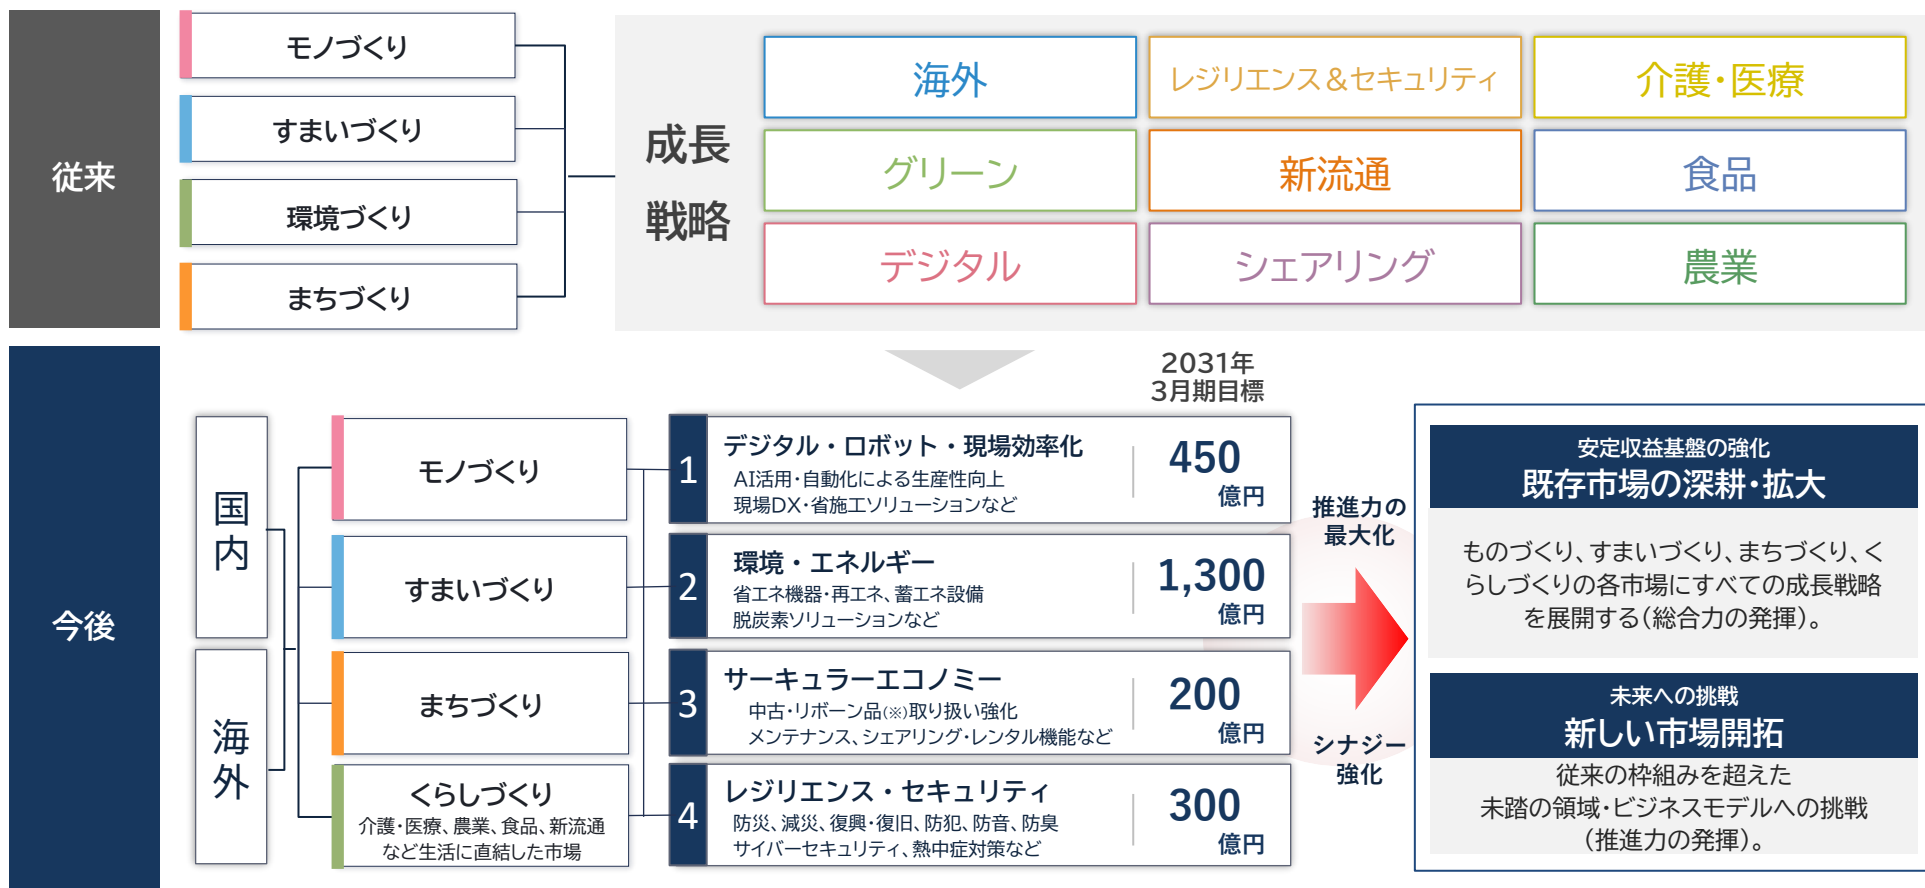 従来
モノづくり
すまいづくり
環境づくり
まちづくり
成長
戦略
海外
レジリエンス＆セキュリティ
介護・医療
グリーン
新流通
食品
デジタル
シェアリング
農業
今後
国内
海外
モノづくり
すまいづくり
まちづくり
くらしづくり
介護・医療、農業、食品、新流通
など生活に直結した市場
2031年
3月期目標
1
デジタル・ロボット・現場効率化
AI活用・自動化による生産性向上
現場DX・省施工ソリューションなど
450
億円
2
環境・エネルギー
省エネ機器・再エネ、蓄エネ設備
脱炭素ソリューションなど
1,300
億円
3
サーキュラーエコノミー
中古・リボーン品(※)取り扱い強化
メンテナンス、シェアリング・レンタル機能など
200
億円
4
レジリエンス・セキュリティ
防災、減災、復興・復旧、防犯、防音、防臭
サイバーセキュリティ、熱中症対策など
300
億円
推進力の
最大化
シナジー
強化
安定収益基盤の強化
既存市場の深耕・拡大
ものづくり、すまいづくり、まちづくり、く
らしづくりの各市場にすべての成長戦略
を展開する（総合力の発揮）。
未来への挑戦
新しい市場開拓
従来の枠組みを超えた
未踏の領域・ビジネスモデルへの挑戦
（推進力の発揮）。